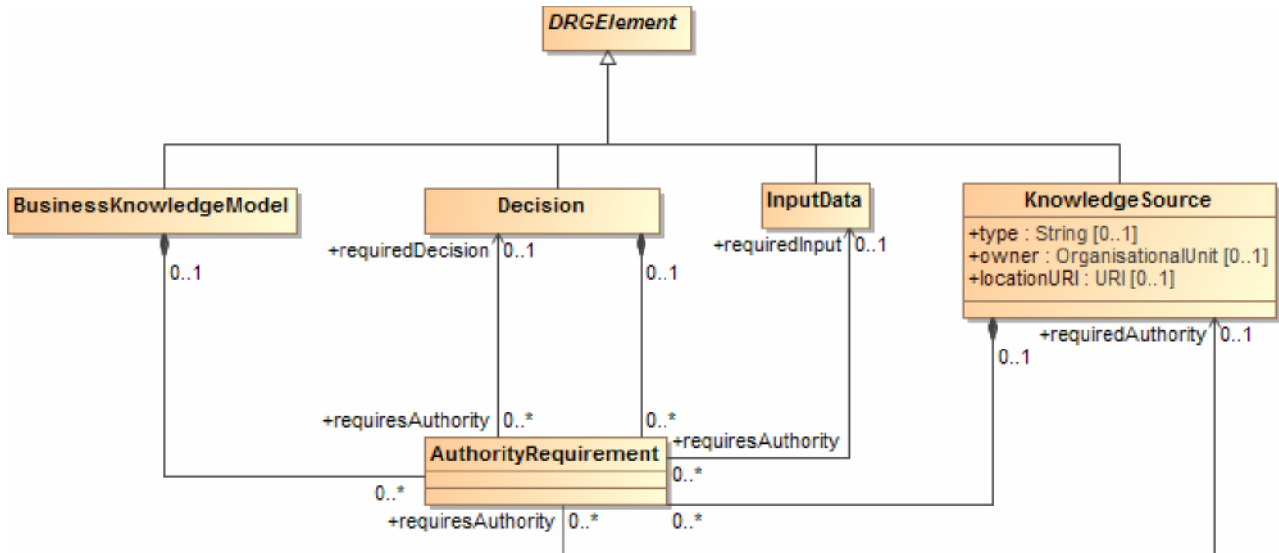 DRGElement
BusinessKnowledgeModel
Decision
InputData
KnowledgeSource
+type : String [0..1]
+owner : OrganisationalUnit [0..1]
+locationURI : URI [0..1]
+requiredDecision
0..1
0..1
0..1
+requiredInput
0..1
+requiredAuthority
0..1
0..1
+requiresAuthority
0..*
0..*
+requiresAuthority
AuthorityRequirement
0..*
0..*
+requiresAuthority
0..*
0..*